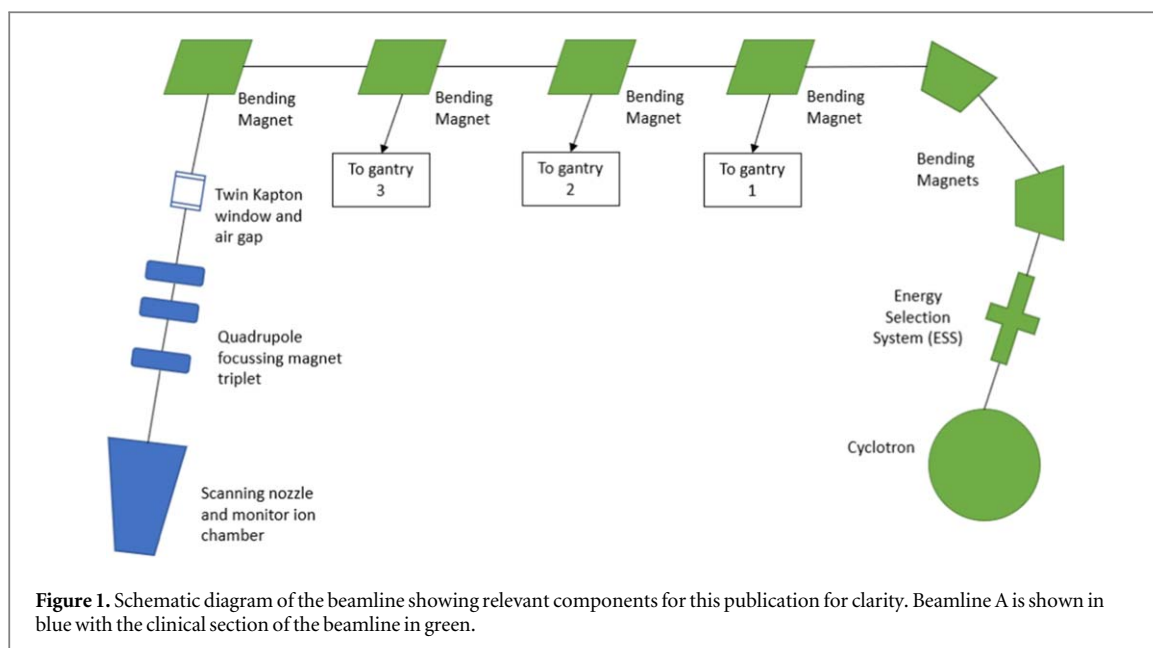 Bending
Magnet
Bending
Magnet
Bending
Magnet
Bending
Magnet
Bending
Magnets
To gantry
3
To gantry
2
To gantry
1
Twin Kapton
window and
air gap
Quadrupole
focussing magnet
triplet
Energy
Selection
System (ESS)
Cyclotron
Scanning nozzle
and monitor ion
chamber
Figure 1. Schematic diagram of the beamline showing relevant components for this publication for clarity. Beamline A is shown in
blue with the clinical section of the beamline in green.